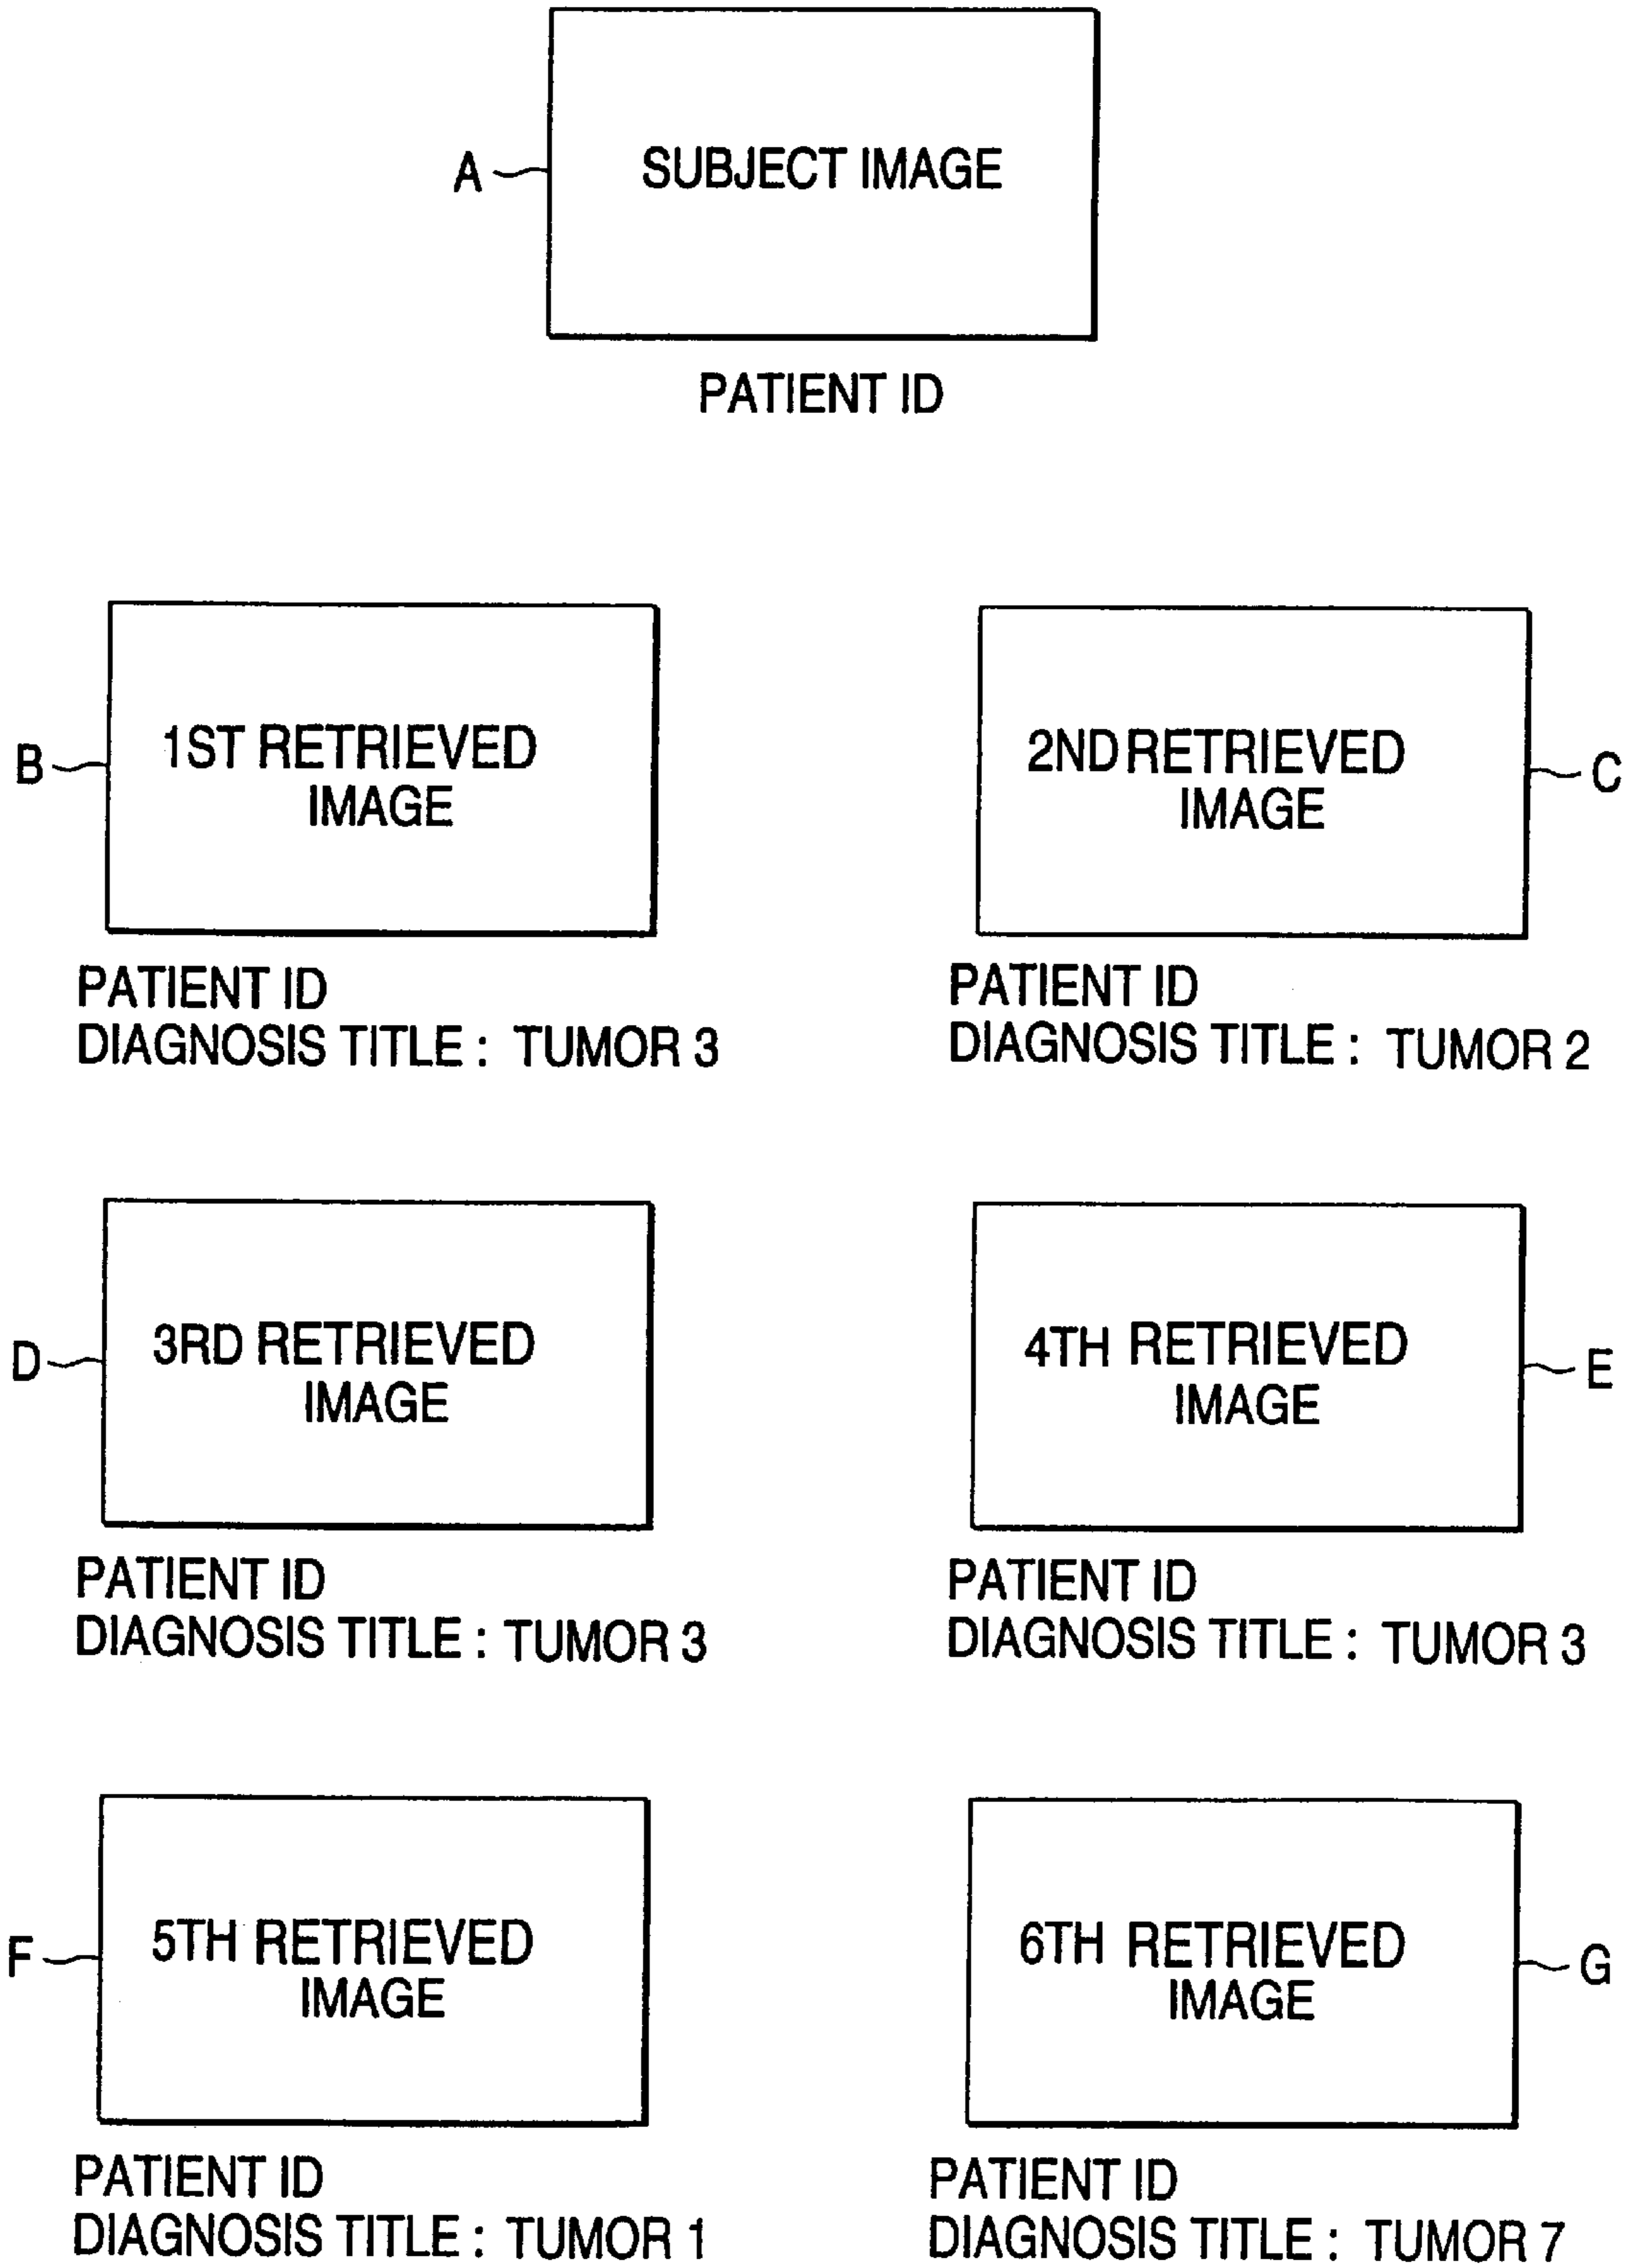 A
SUBJECT IMAGE
PATIENT ID
B
1ST RETRIEVED
IMAGE
PATIENT ID
DIAGNOSIS TITLE : TUMOR 3
2ND RETRIEVED
IMAGE
C
PATIENT ID
DIAGNOSIS TITLE : TUMOR 2
D
3RD RETRIEVED
IMAGE
PATIENT ID
DIAGNOSIS TITLE : TUMOR 3
4TH RETRIEVED
IMAGE
E
PATIENT ID
DIAGNOSIS TITLE : TUMOR 3
F
5TH RETRIEVED
IMAGE
PATIENT ID
DIAGNOSIS TITLE : TUMOR 1
6TH RETRIEVED
IMAGE
G
PATIENT ID
DIAGNOSIS TITLE : TUMOR 7